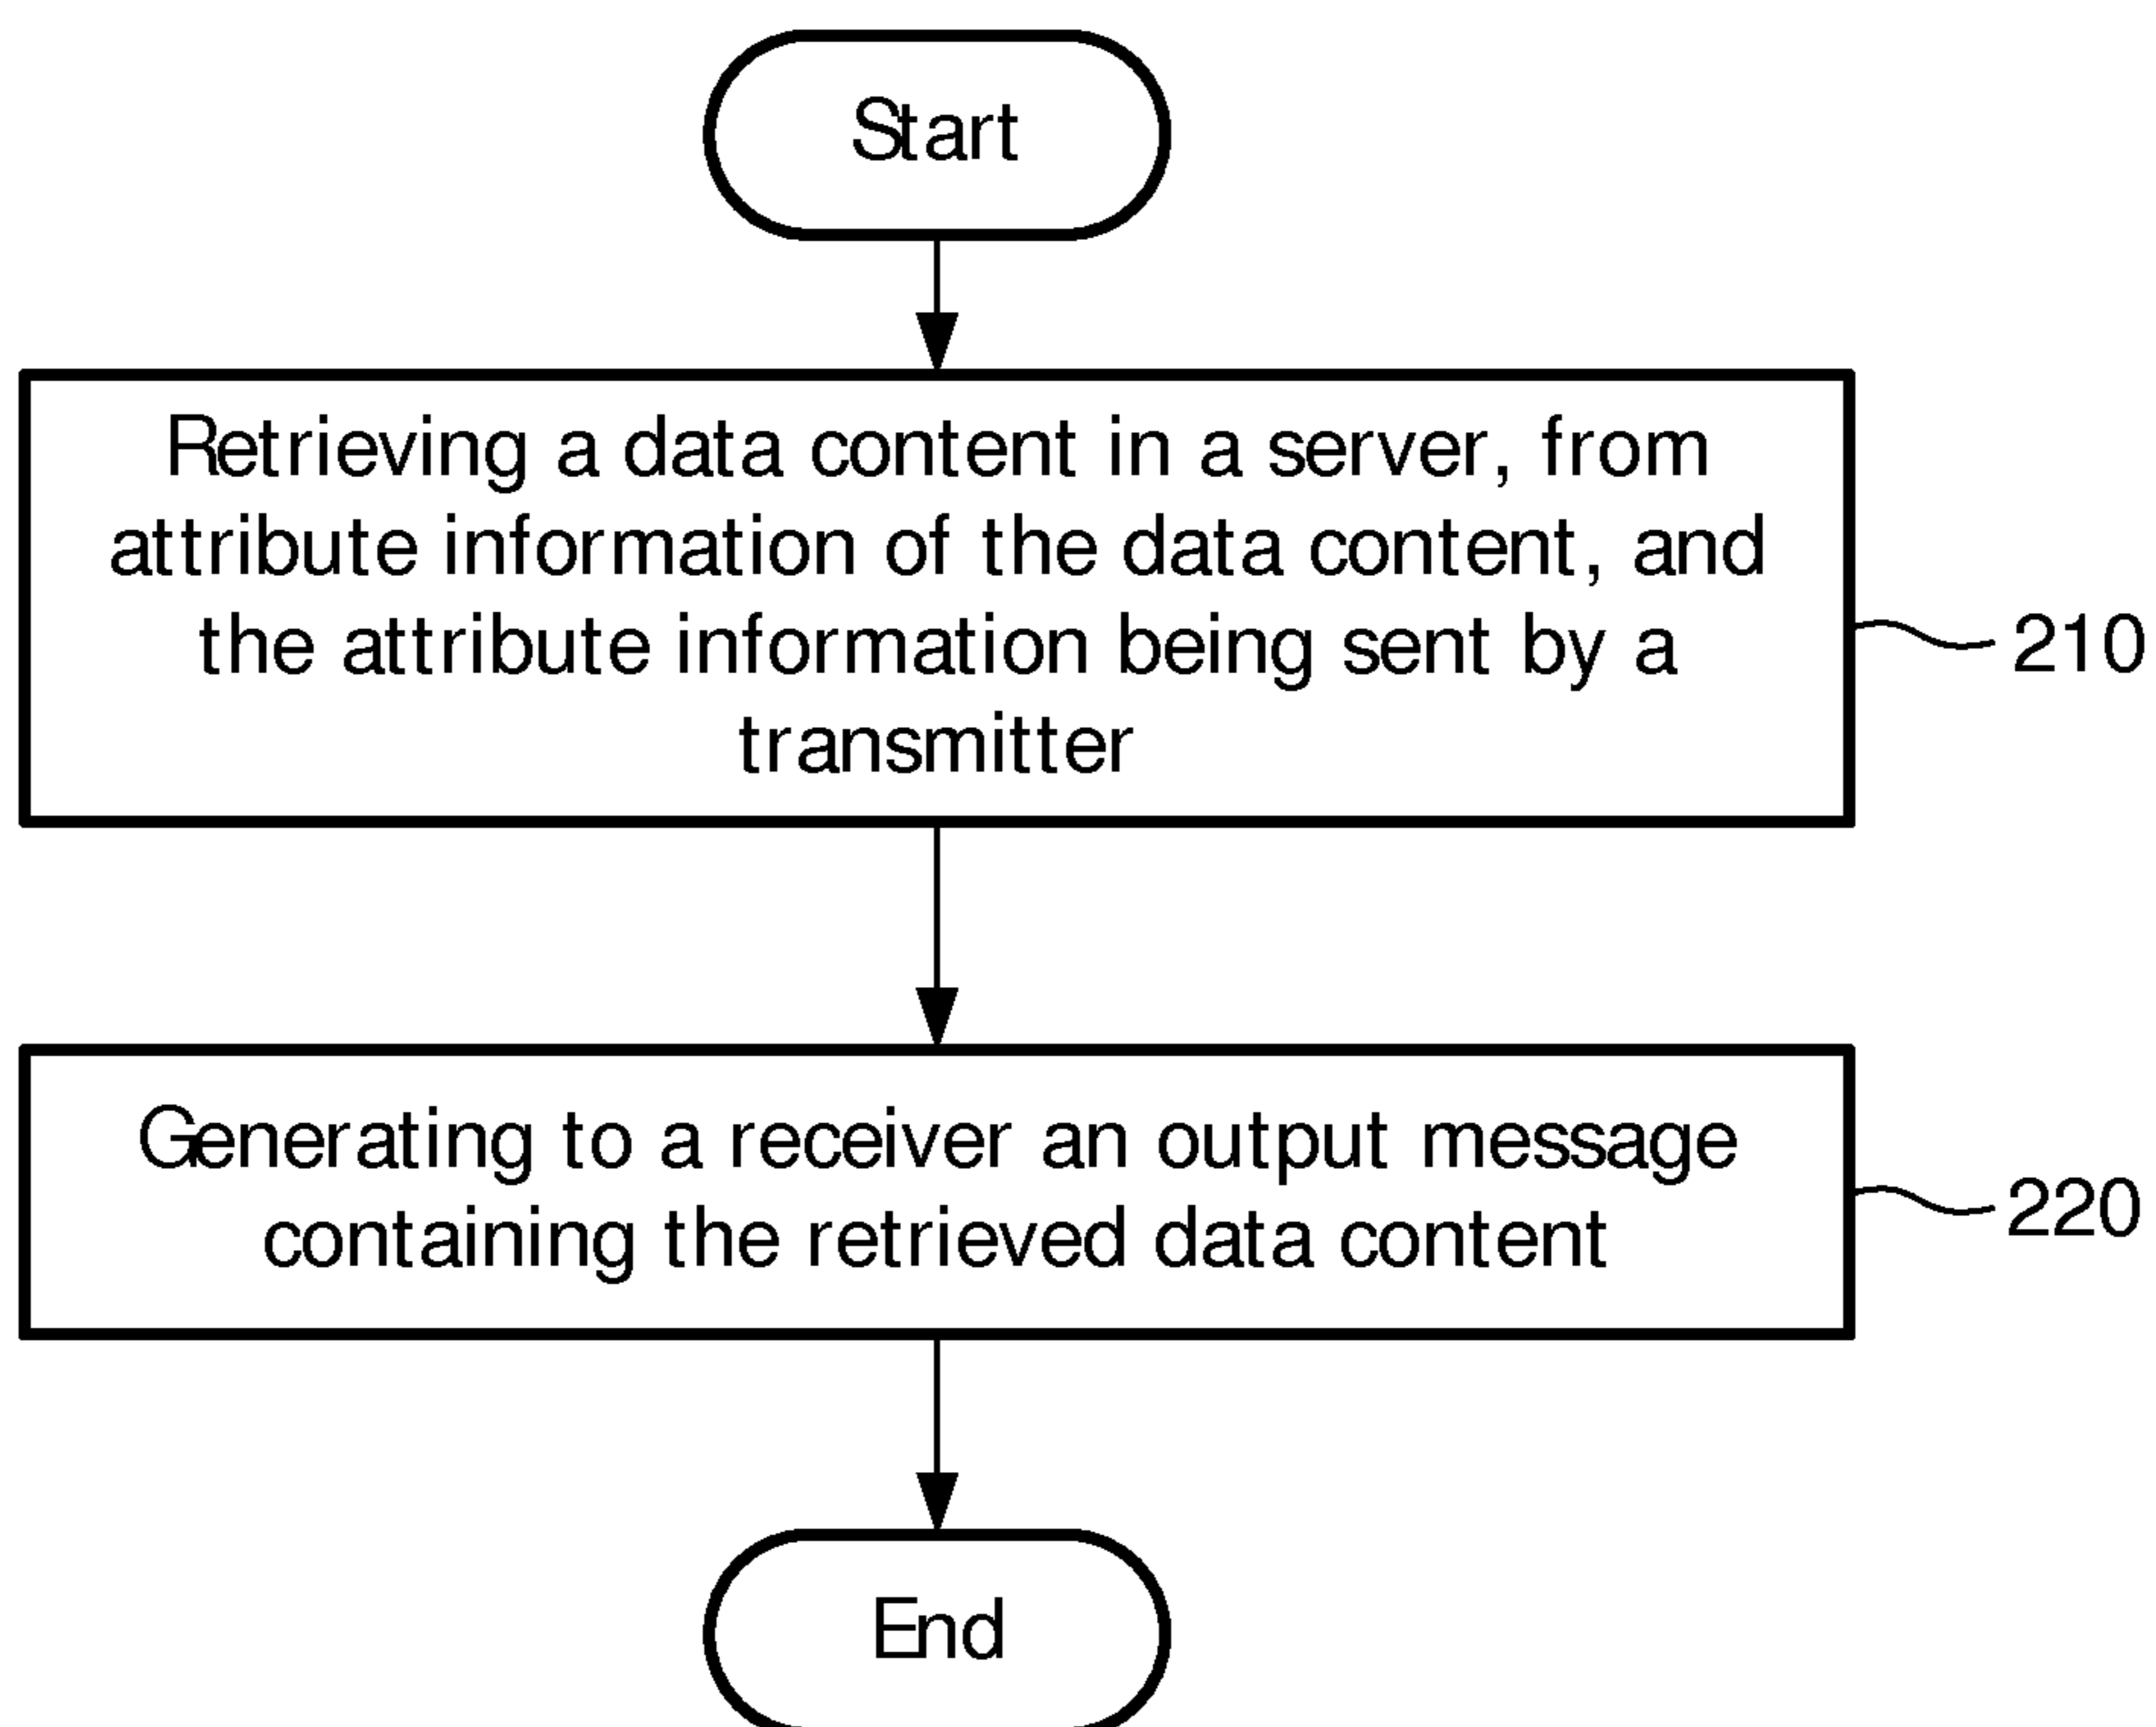 Start
Retrieving a data content in a server, from
attribute information of the data content, and
the attribute information being sent by a
transmitter
210
Generating to a receiver an output message
containing the retrieved data content
220
End